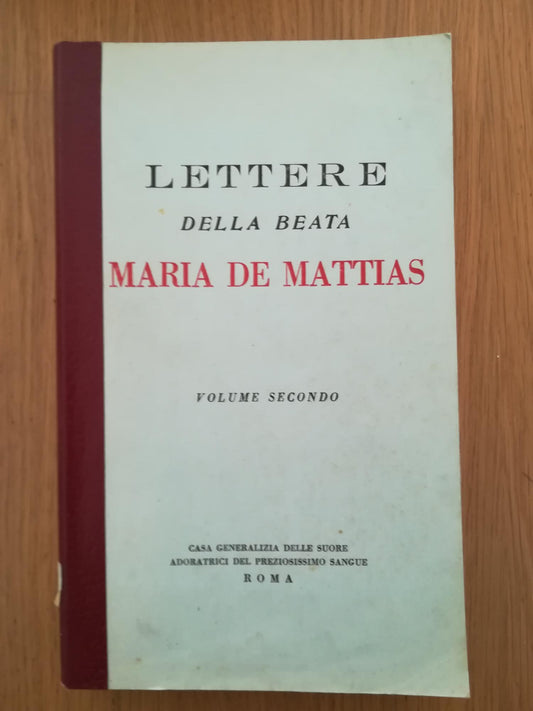 LETTERE
DELLA BEATA
MARIA DE MATTIAS
VOLUME SECONDO
CASA GENERALIZIA DELLE SUORE
ADORATRICI DEL PREZIOSISSIMO SANGUE
ROMA